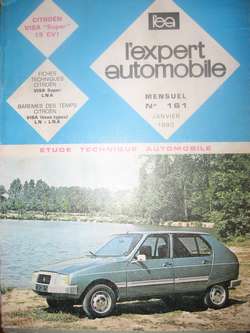 CITROËN
VISA "Super"
(5 CV)
lea
l'expert
automobile
FICHES
TECHNIQUES
CITROËN :
VISA Super
LNA
BAREMES DES TEMPS
CITROËN :
VISA (tous types)
LN - LNA
MENSUEL
N° 161
JANVIER
1980
ETUDE TECHNIQUE AUTOMOBILE